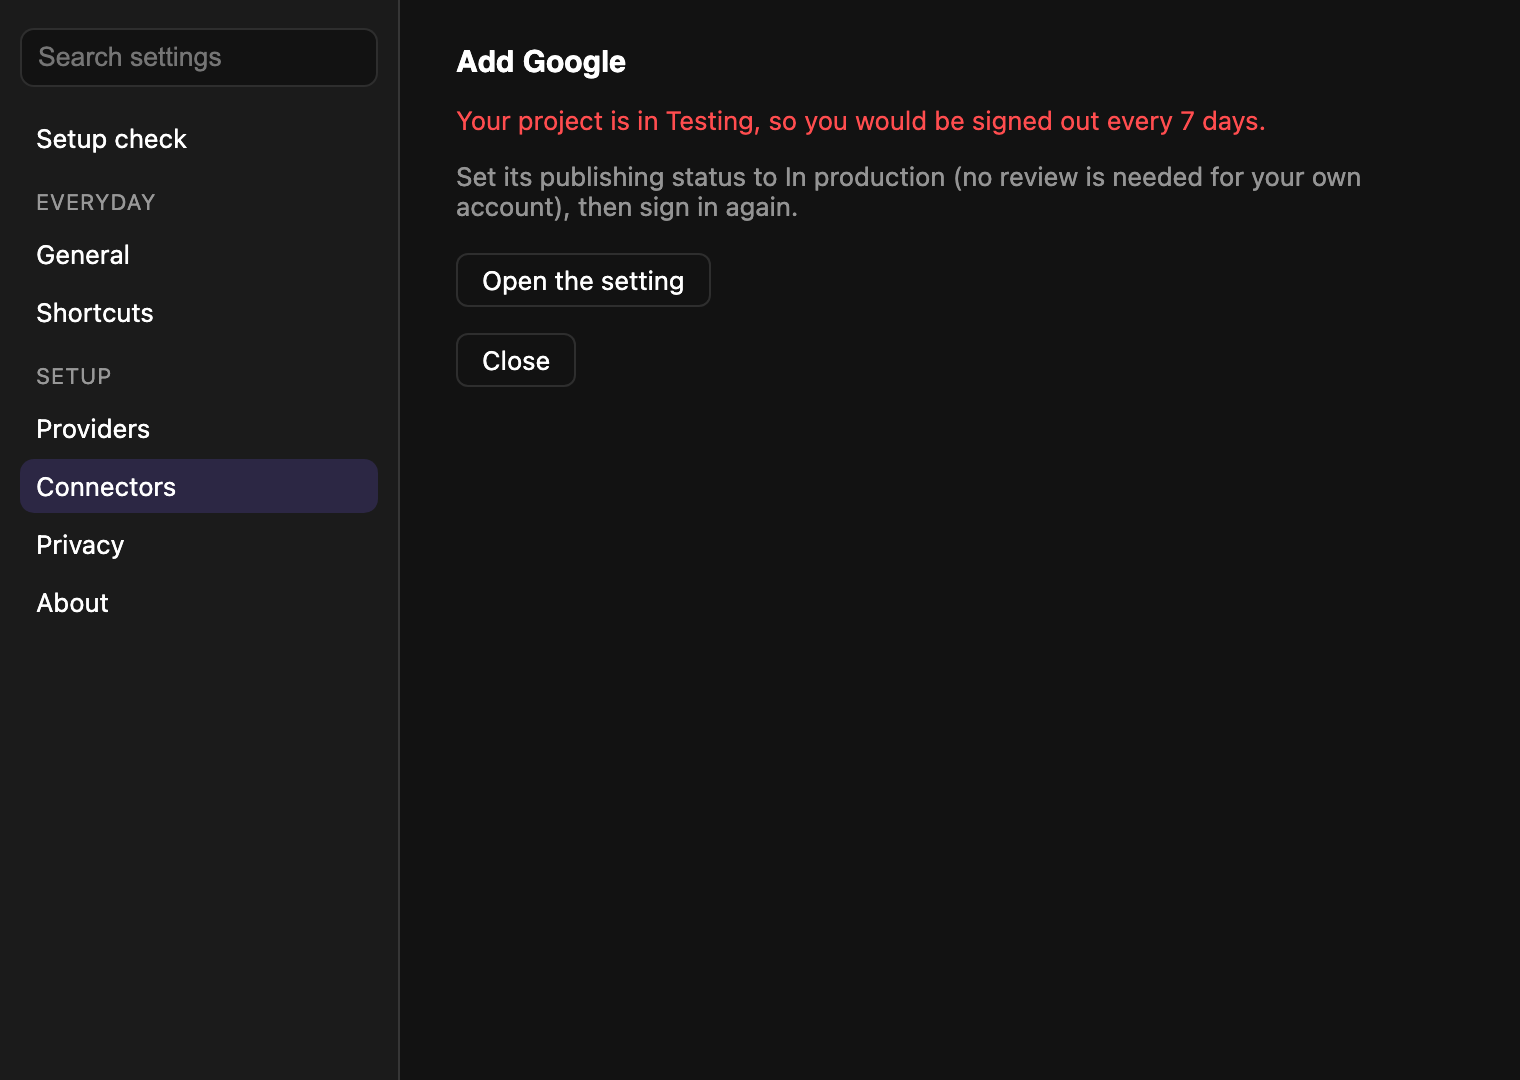 Search settings
Setup check
EVERYDAY
General
Shortcuts
SETUP
Providers
Connectors
Privacy
About
Add Google
Your project is in Testing, so you would be signed out every 7 days.
Set its publishing status to In production (no review is needed for your own
account), then sign in again.
Open the setting
Close